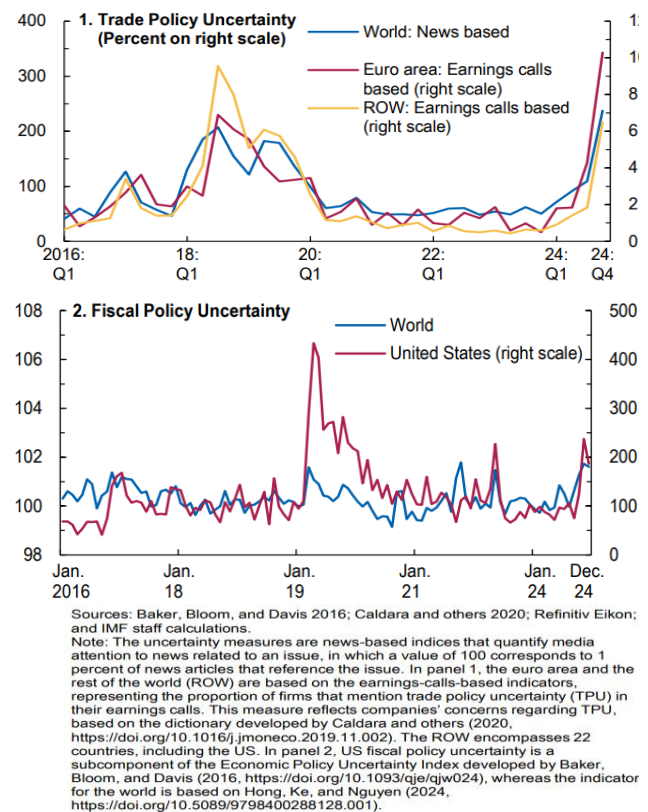 1. Trade Policy Uncertainty
(Percent on right scale)
World: News based
Euro area: Earnings calls
based (right scale)
ROW: Earnings calls based
(right scale)
400
300
200
100
0
1
1
8
6
4
2
0
2016:
Q1
18:
Q1
20:
Q1
22:
Q1
24:
Q1
24:
Q4
2. Fiscal Policy Uncertainty
World
United States (right scale)
108
106
104
102
100
98
500
400
300
200
100
0
Jan.
2016
Jan.
18
Jan.
19
Jan.
21
Jan.
24
Dec.
24
Sources: Baker, Bloom, and Davis 2016; Caldara and others 2020; Refinitiv Eikon;
and IMF staff calculations.
Note: The uncertainty measures are news-based indices that quantify media
attention to news related to an issue, in which a value of 100 corresponds to 1
percent of news articles that reference the issue. In panel 1, the euro area and the
rest of the world (ROW) are based on the earnings-calls-based indicators,
representing the proportion of firms that mention trade policy uncertainty (TPU) in
their earnings calls. This measure reflects companies' concerns regarding TPU,
based on the dictionary developed by Caldara and others (2020,
https://doi.org/10.1016/j.jmoneco.2019.11.002). The ROW encompasses 22
countries, including the US. In panel 2, US fiscal policy uncertainty is a
subcomponent of the Economic Policy Uncertainty Index developed by Baker,
Bloom, and Davis (2016, https://doi.org/10.1093/qje/qjw024), whereas the indicator
for the world is based on Hong, Ke, and Nguyen (2024,
https://doi.org/10.5089/9798400288128.001).